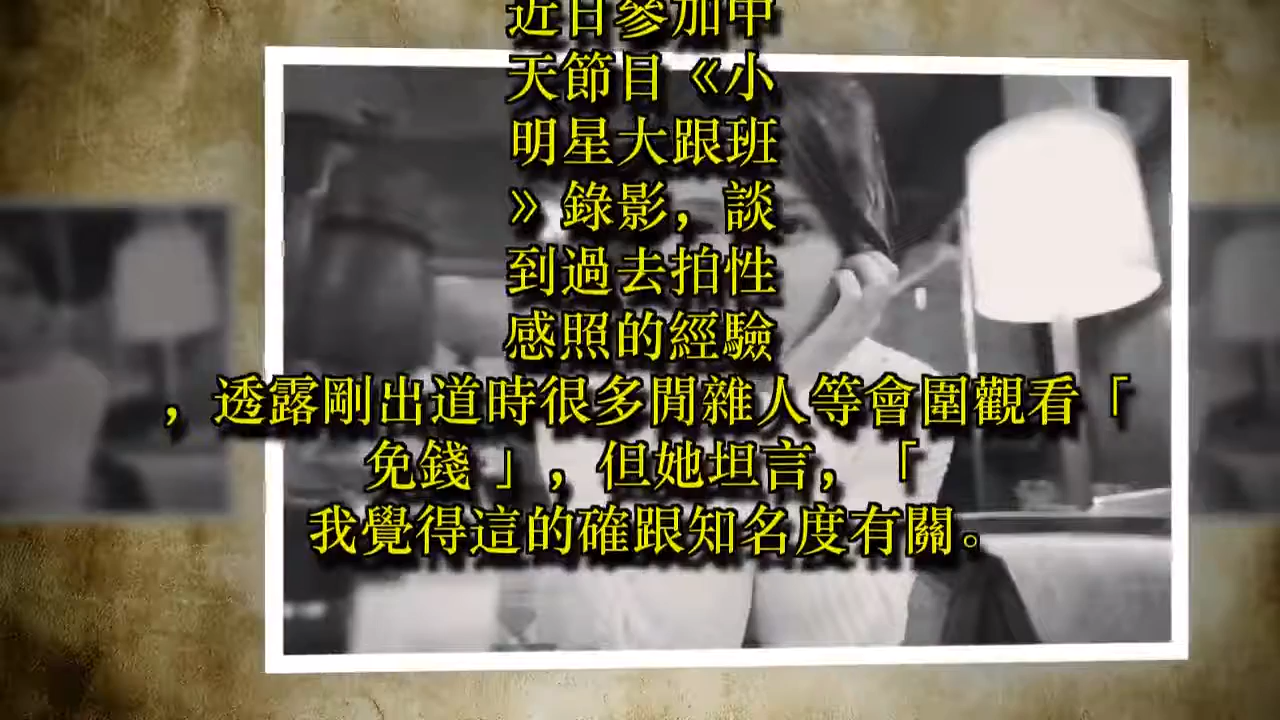 近日參加中
天節目《小
明星大跟班
》錄影，談
到過去拍性
感照的經驗
，透露剛出道時很多閒雜人等會圍觀看「
免錢 」，但她坦言，「
我覺得這的確跟知名度有關。